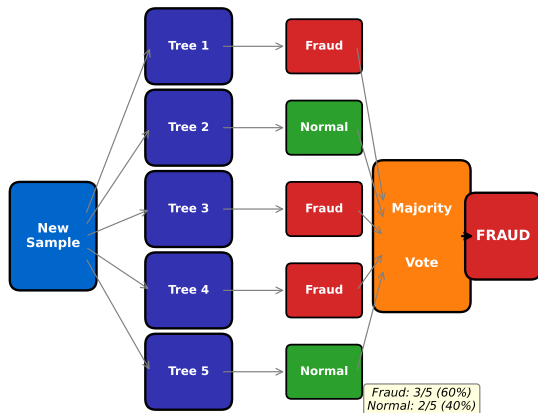 Tree 1
Fraud
Tree 2
Normal
Tree 3
Fraud
New
Sample
Majority
Vote
FRAUD
Tree 4
Fraud
Tree 5
Normal
Fraud: 3/5 (60%)
Normal: 2/5 (40%)